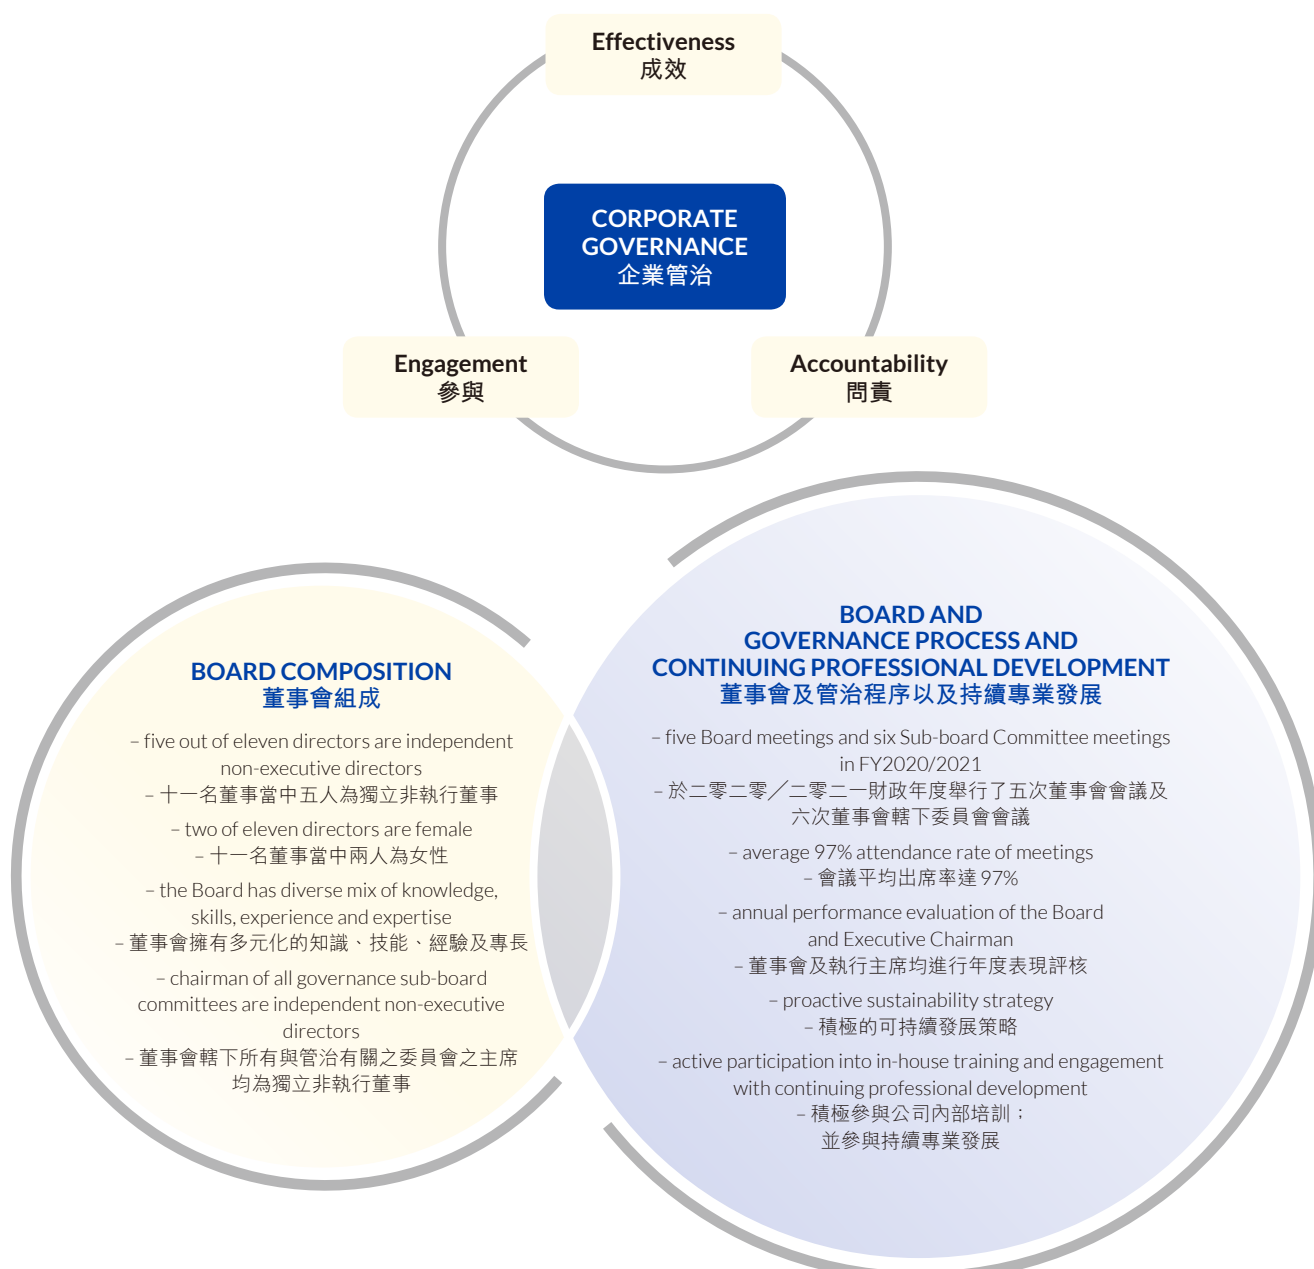 Effectiveness
成效
CORPORATE
GOVERNANCE
企業管治
Engagement
參與
Accountability
問責
BOARD COMPOSITION
董事會組成
– five out of eleven directors are independent
non-executive directors
– 十一名董事當中五人為獨立非執行董事
– two of eleven directors are female
– 十一名董事當中兩人為女性
– the Board has diverse mix of knowledge,
skills, experience and expertise
– 董事會擁有多元化的知識、技能、經驗及專長
– chairman of all governance sub-board
committees are independent non-executive
directors
– 董事會轄下所有與管治有關之委員會之主席
均為獨立非執行董事
BOARD AND
GOVERNANCE PROCESS AND
CONTINUING PROFESSIONAL DEVELOPMENT
董事會及管治程序以及持續專業發展
– five Board meetings and six Sub-board Committee meetings
in FY2020/2021
– 於二零二零╱二零二一財政年度舉行了五次董事會會議及
六次董事會轄下委員會會議
– average 97% attendance rate of meetings
– 會議平均出席率達 97%
– annual performance evaluation of the Board
and Executive Chairman
– 董事會及執行主席均進行年度表現評核
– proactive sustainability strategy
– 積極的可持續發展策略
– active participation into in-house training and engagement
with continuing professional development
– 積極參與公司內部培訓；
並參與持續專業發展